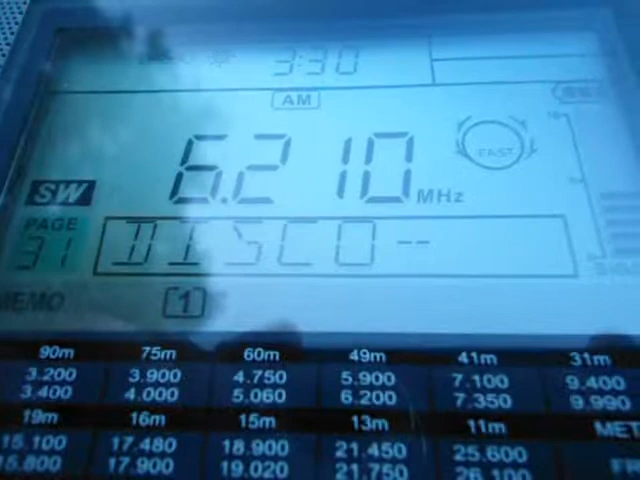 3:30
AM
6.210 MHz
FAST
SW
PAGE
31
DISCO--
MEMO
1
90m 75m 60m 49m 41m 31m
3.200 3.900 4.750 5.900 7.100 9.400
3.400 4.000 5.060 6.200 7.350 9.990
19m 16m 15m 13m 11m MET
15.100 17.480 18.900 21.450 25.600
15.800 17.900 19.020 21.750 26.100